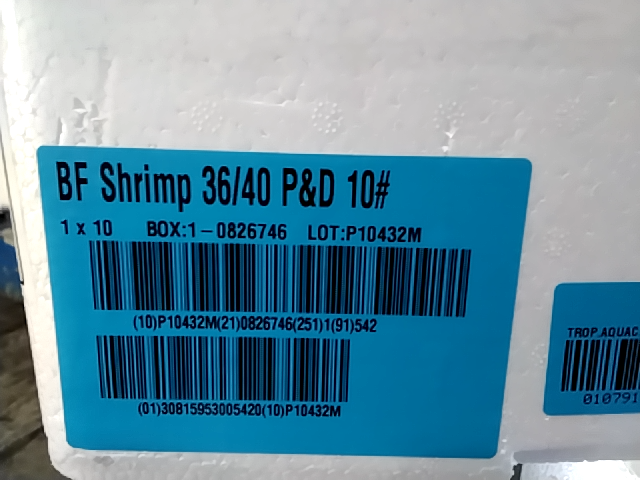 BF Shrimp 36/40 P&D 10#
1 x 10 BOX:1-0826746 LOT:P10432M
(10)P10432M(21)0826746(251)1(91)542
(01)30815953005420(10)P10432M
TROP.AQUAC
010791